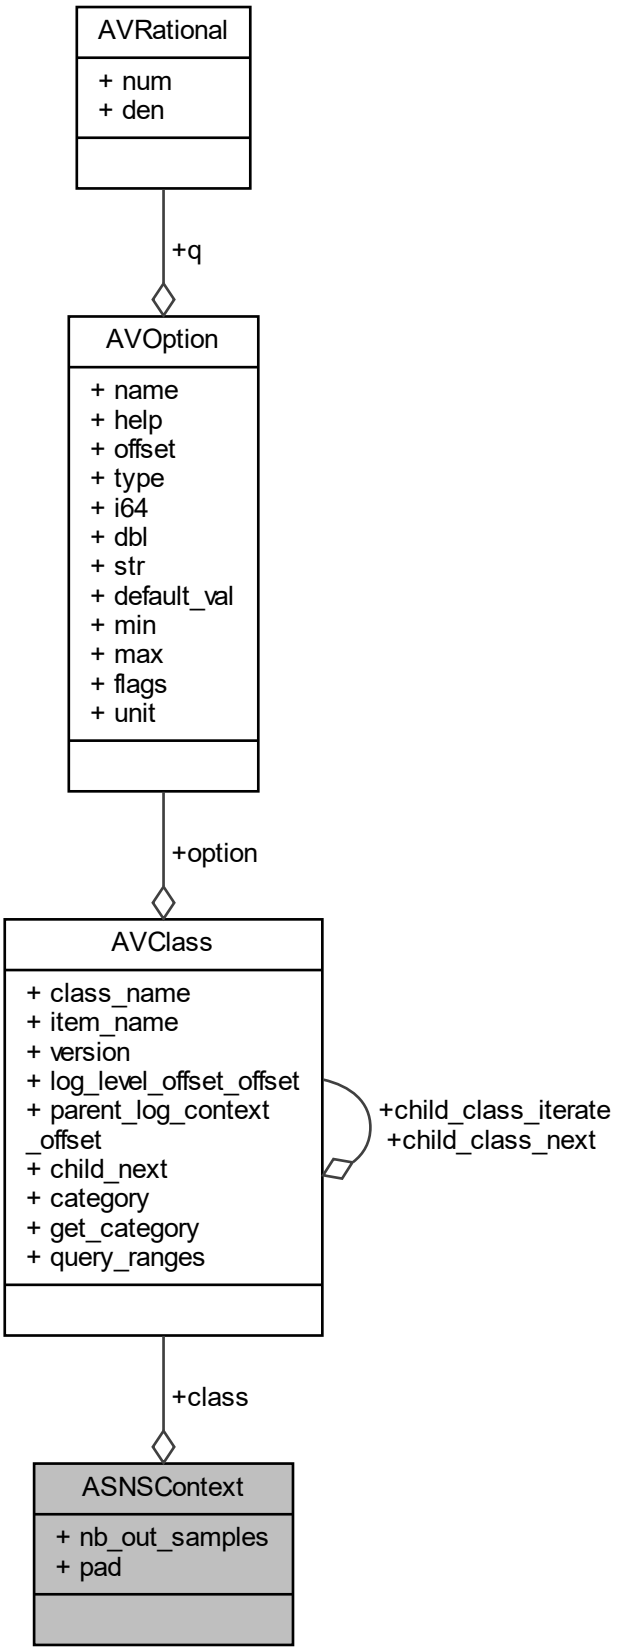 AVRational
+ num
+ den
+q
AVOption
+ name
+ help
+ offset
+ type
+ i64
+ dbl
+ str
+ default_val
+ min
+ max
+ flags
+ unit
+option
AVClass
+ class_name
+ item_name
+ version
+ log_level_offset_offset
+ parent_log_context
_offset
+ child_next
+ category
+ get_category
+ query_ranges
+child_class_iterate
+child_class_next
+class
ASNSContext
+ nb_out_samples
+ pad